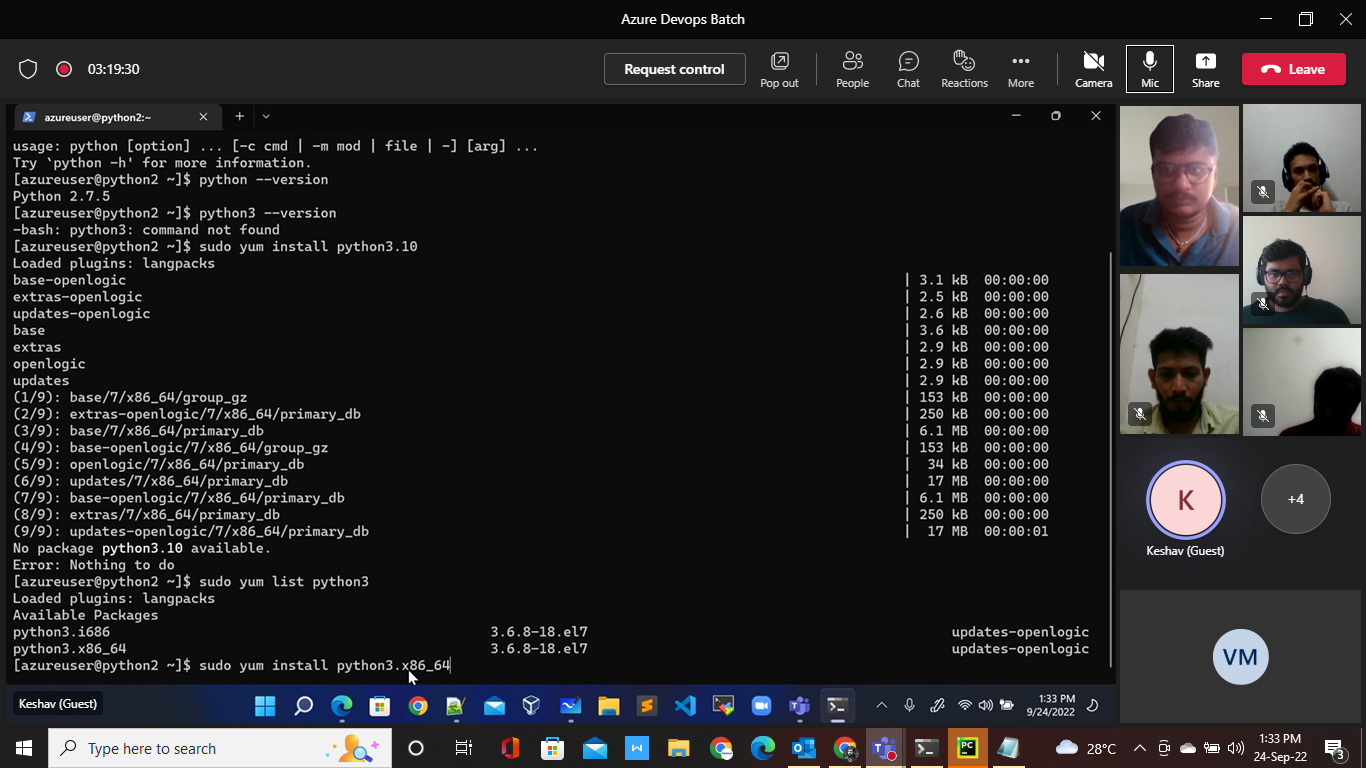 Azure Devops Batch
03:19:30
Request control
Pop out
People
Chat
Reactions
More
Camera
Mic
Share
Leave
azureuser@python2:~
usage: python [option] ... [-c cmd | -m mod | file | -] [arg] ...
Try `python -h' for more information.
[azureuser@python2 ~]$ python --version
Python 2.7.5
[azureuser@python2 ~]$ python3 --version
-bash: python3: command not found
[azureuser@python2 ~]$ sudo yum install python3.10
Loaded plugins: langpacks
base-openlogic | 3.1 kB 00:00:00
extras-openlogic | 2.5 kB 00:00:00
updates-openlogic | 2.6 kB 00:00:00
base | 3.6 kB 00:00:00
extras | 2.9 kB 00:00:00
openlogic | 2.9 kB 00:00:00
updates | 2.9 kB 00:00:00
(1/9): base/7/x86_64/group_gz | 153 kB 00:00:00
(2/9): extras-openlogic/7/x86_64/primary_db | 250 kB 00:00:00
(3/9): base/7/x86_64/primary_db | 6.1 MB 00:00:00
(4/9): base-openlogic/7/x86_64/group_gz | 153 kB 00:00:00
(5/9): openlogic/7/x86_64/primary_db | 34 kB 00:00:00
(6/9): updates/7/x86_64/primary_db | 17 MB 00:00:00
(7/9): base-openlogic/7/x86_64/primary_db | 6.1 MB 00:00:00
(8/9): extras/7/x86_64/primary_db | 250 kB 00:00:00
(9/9): updates-openlogic/7/x86_64/primary_db | 17 MB 00:00:01
No package python3.10 available.
Error: Nothing to do
[azureuser@python2 ~]$ sudo yum list python3
Loaded plugins: langpacks
Available Packages
python3.i686 3.6.8-18.el7 updates-openlogic
python3.x86_64 3.6.8-18.el7 updates-openlogic
[azureuser@python2 ~]$ sudo yum install python3.x86_64
K
+4
Keshav (Guest)
VM
Keshav (Guest)
1:33 PM
9/24/2022
Type here to search
W
PC
28°C
1:33 PM
24-Sep-22
3